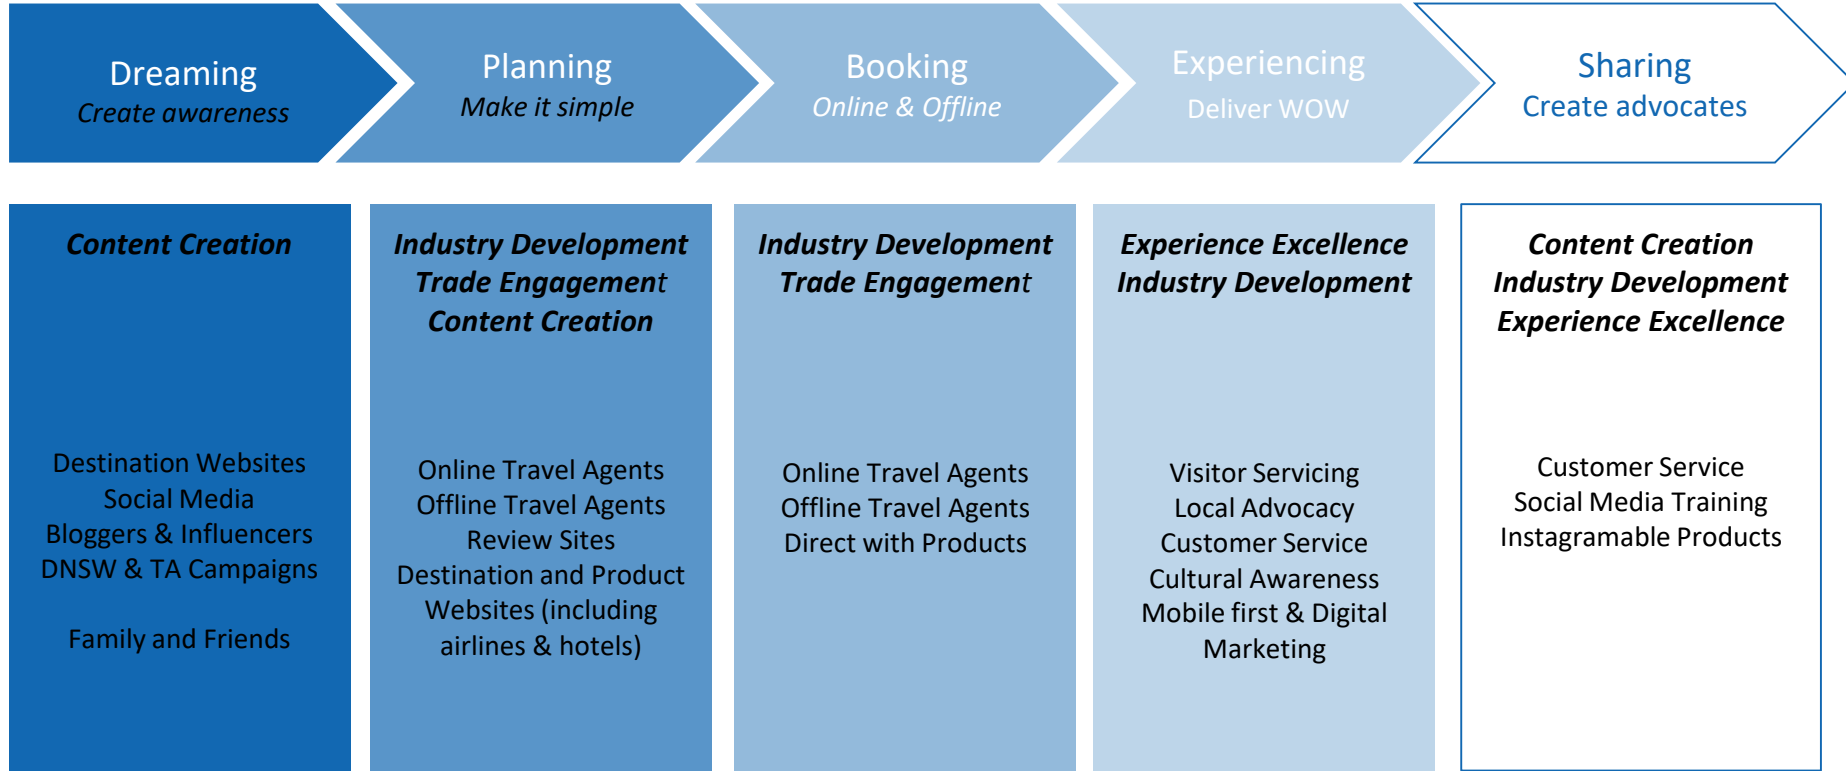 Dreaming
Create awareness
Planning
Make it simple
Booking
Online & Offline
Experiencing
Deliver WOW
Sharing
Create advocates
Content Creation
Destination Websites
Social Media
Bloggers & Influencers
DNSW & TA Campaigns
Family and Friends
Industry Development
Trade Engagement
Content Creation
Online Travel Agents
Offline Travel Agents
Review Sites
Destination and Product
Websites (including
airlines & hotels)
Industry Development
Trade Engagement
Online Travel Agents
Offline Travel Agents
Direct with Products
Experience Excellence
Industry Development
Visitor Servicing
Local Advocacy
Customer Service
Cultural Awareness
Mobile first & Digital
Marketing
Content Creation
Industry Development
Experience Excellence
Customer Service
Social Media Training
Instagramable Products